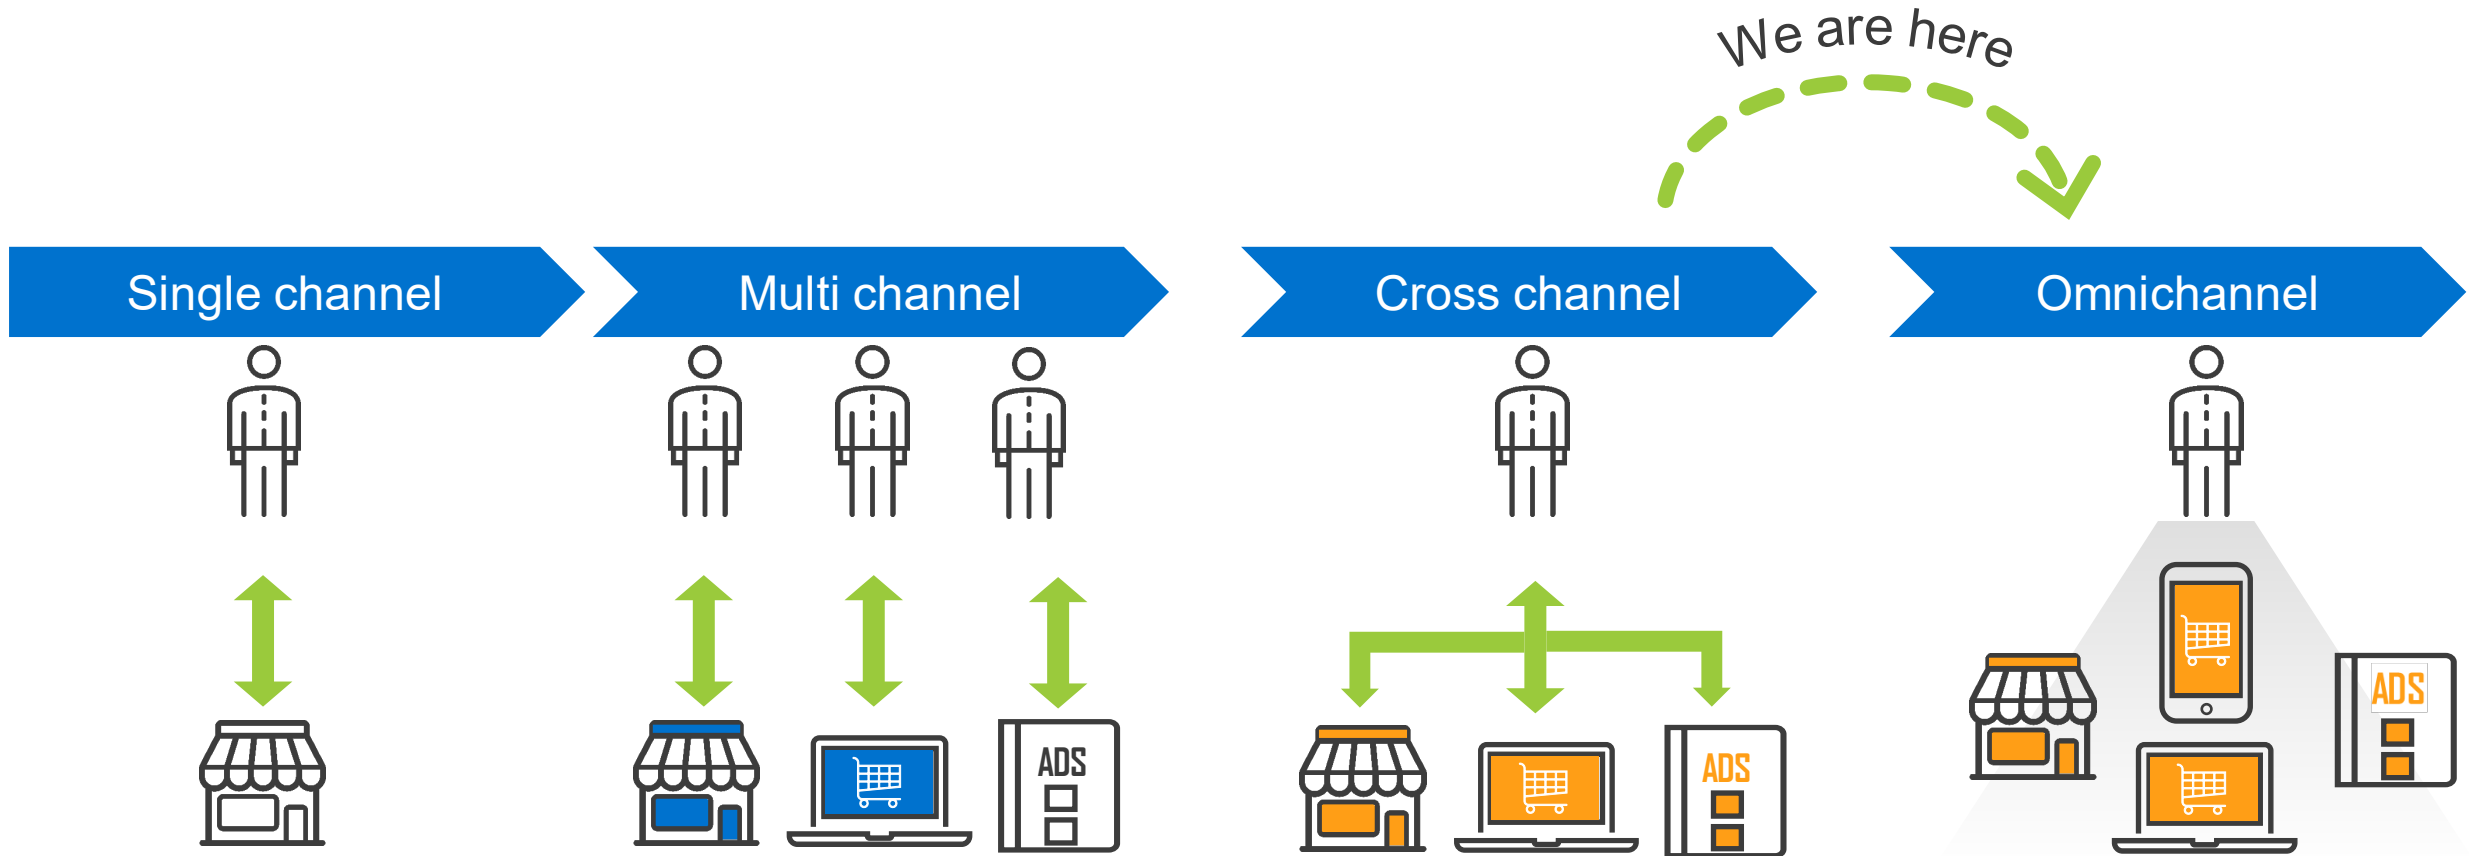 We are here
Single channel
Multi channel
Cross channel
Omnichannel
ADS
ADS
ADS